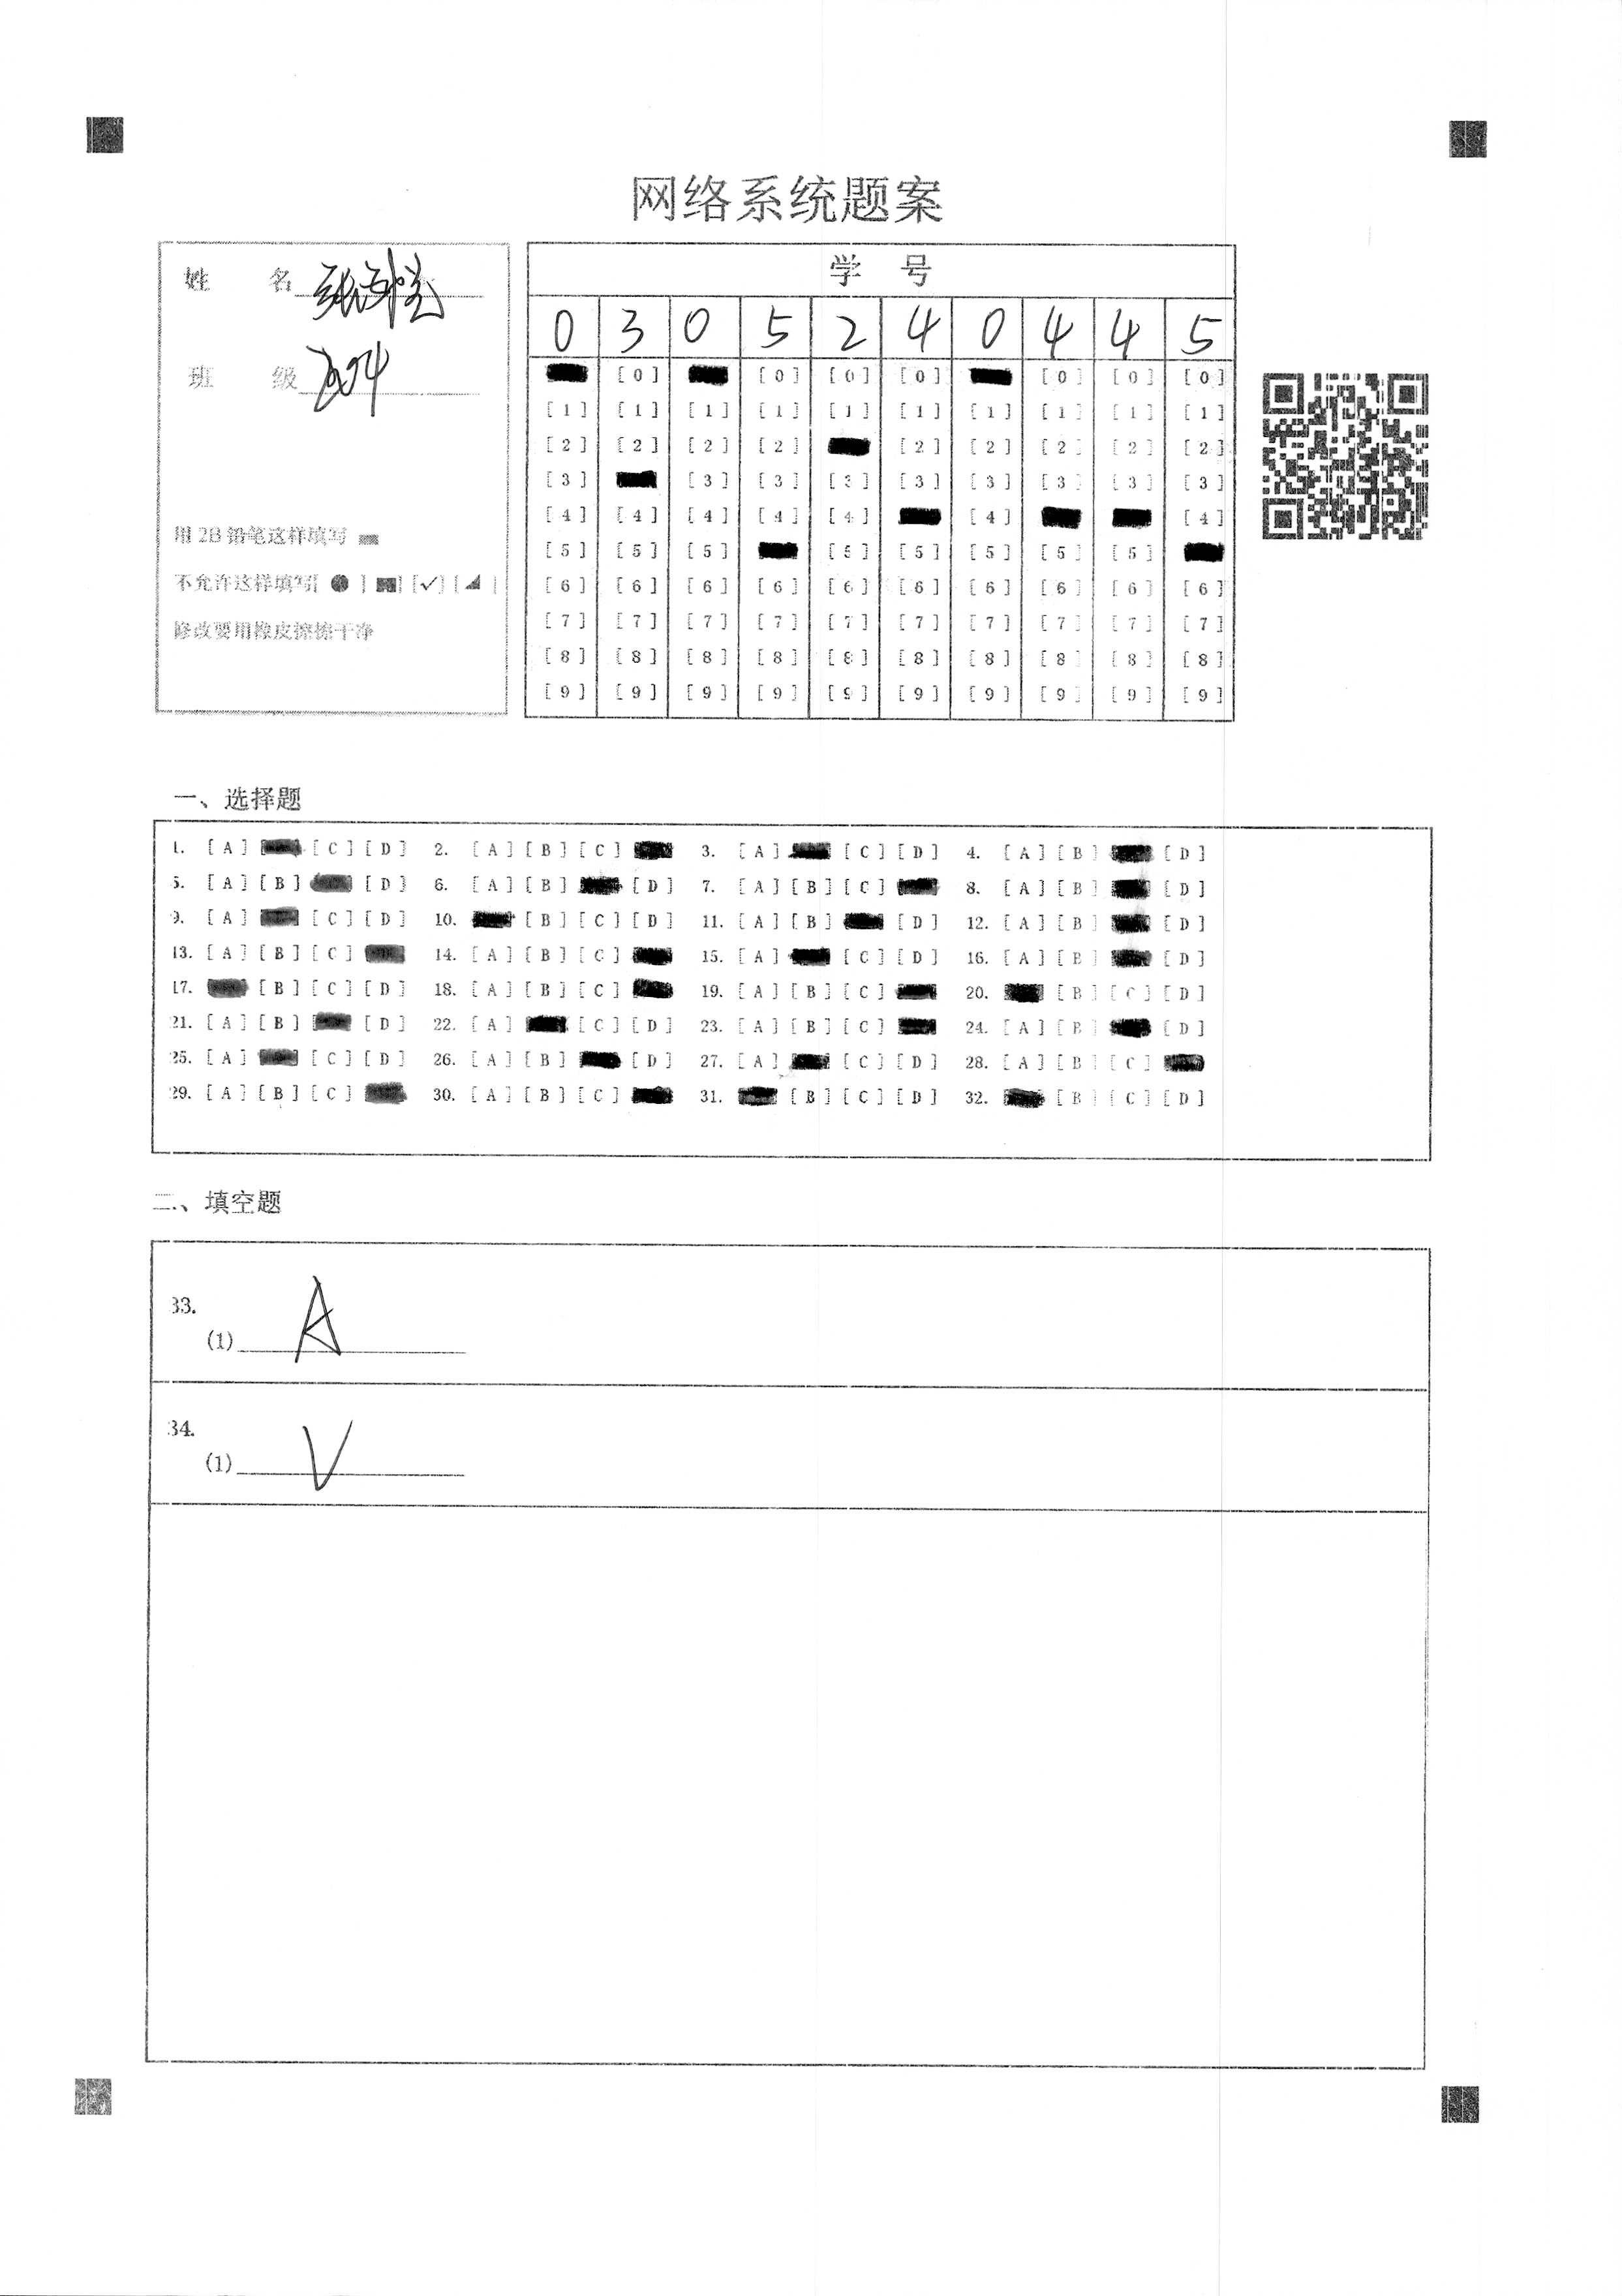 网络系统题案
姓 名
班 级 2004
用2B铅笔这样填写
不允许这样填写[ ● ] [■] [✓] [◢ ]
修改要用橡皮擦擦干净
学 号
0 3 0 5 2 4 0 4 4 5
[0] [0] [0] [0] [0] [0] [0]
[1] [1] [1] [1] [1] [1] [1] [1] [1] [1]
[2] [2] [2] [2] [2] [2] [2] [2] [2]
[3] [3] [3] [3] [3] [3] [3] [3] [3]
[4] [4] [4] [4] [4] [4] [4]
[5] [5] [5] [5] [5] [5] [5] [5]
[6] [6] [6] [6] [6] [6] [6] [6] [6] [6]
[7] [7] [7] [7] [7] [7] [7] [7] [7] [7]
[8] [8] [8] [8] [8] [8] [8] [8] [8] [8]
[9] [9] [9] [9] [9] [9] [9] [9] [9] [9]
一、选择题
1. [A] [C] [D] 2. [A] [B] [C] 3. [A] [C] [D] 4. [A] [B] [D]
5. [A] [B] [D] 6. [A] [B] [D] 7. [A] [B] [C] 8. [A] [B] [D]
9. [A] [C] [D] 10. [B] [C] [D] 11. [A] [B] [D] 12. [A] [B] [D]
13. [A] [B] [C] 14. [A] [B] [C] 15. [A] [C] [D] 16. [A] [B] [D]
17. [B] [C] [D] 18. [A] [B] [C] 19. [A] [B] [C] 20. [B] [C] [D]
21. [A] [B] [D] 22. [A] [C] [D] 23. [A] [B] [C] 24. [A] [B] [D]
25. [A] [C] [D] 26. [A] [B] [D] 27. [A] [C] [D] 28. [A] [B] [C]
29. [A] [B] [C] 30. [A] [B] [C] 31. [B] [C] [D] 32. [B] [C] [D]
二、填空题
33.
(1) A
34.
(1) V